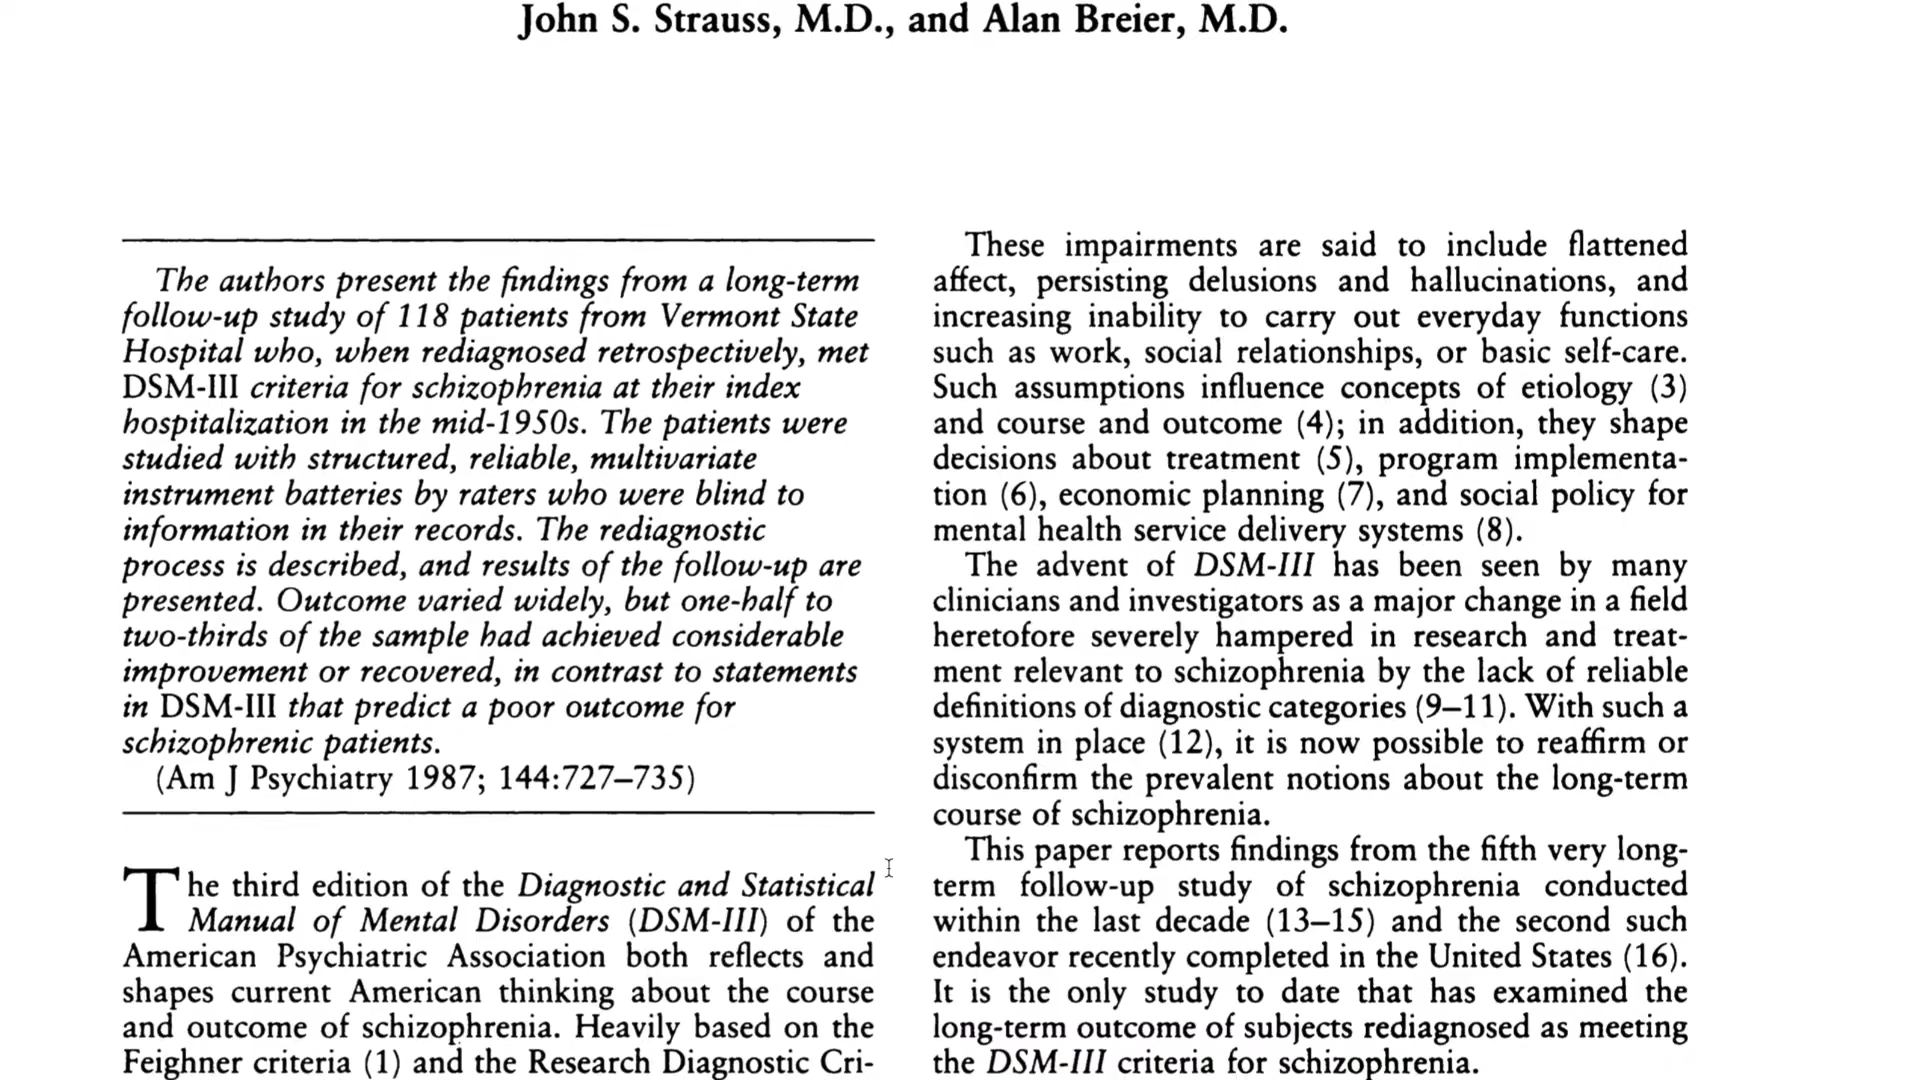 John S. Strauss, M.D., and Alan Breier, M.D.
The authors present the findings from a long-term
follow-up study of 118 patients from Vermont State
Hospital who, when rediagnosed retrospectively, met
DSM-III criteria for schizophrenia at their index
hospitalization in the mid-1950s. The patients were
studied with structured, reliable, multivariate
instrument batteries by raters who were blind to
information in their records. The rediagnostic
process is described, and results of the follow-up are
presented. Outcome varied widely, but one-half to
two-thirds of the sample had achieved considerable
improvement or recovered, in contrast to statements
in DSM-III that predict a poor outcome for
schizophrenic patients.
(Am J Psychiatry 1987; 144:727–735)
The third edition of the Diagnostic and Statistical
Manual of Mental Disorders (DSM-III) of the
American Psychiatric Association both reflects and
shapes current American thinking about the course
and outcome of schizophrenia. Heavily based on the
Feighner criteria (1) and the Research Diagnostic Cri-
These impairments are said to include flattened
affect, persisting delusions and hallucinations, and
increasing inability to carry out everyday functions
such as work, social relationships, or basic self-care.
Such assumptions influence concepts of etiology (3)
and course and outcome (4); in addition, they shape
decisions about treatment (5), program implementa-
tion (6), economic planning (7), and social policy for
mental health service delivery systems (8).
The advent of DSM-III has been seen by many
clinicians and investigators as a major change in a field
heretofore severely hampered in research and treat-
ment relevant to schizophrenia by the lack of reliable
definitions of diagnostic categories (9–11). With such a
system in place (12), it is now possible to reaffirm or
disconfirm the prevalent notions about the long-term
course of schizophrenia.
This paper reports findings from the fifth very long-
term follow-up study of schizophrenia conducted
within the last decade (13–15) and the second such
endeavor recently completed in the United States (16).
It is the only study to date that has examined the
long-term outcome of subjects rediagnosed as meeting
the DSM-III criteria for schizophrenia.